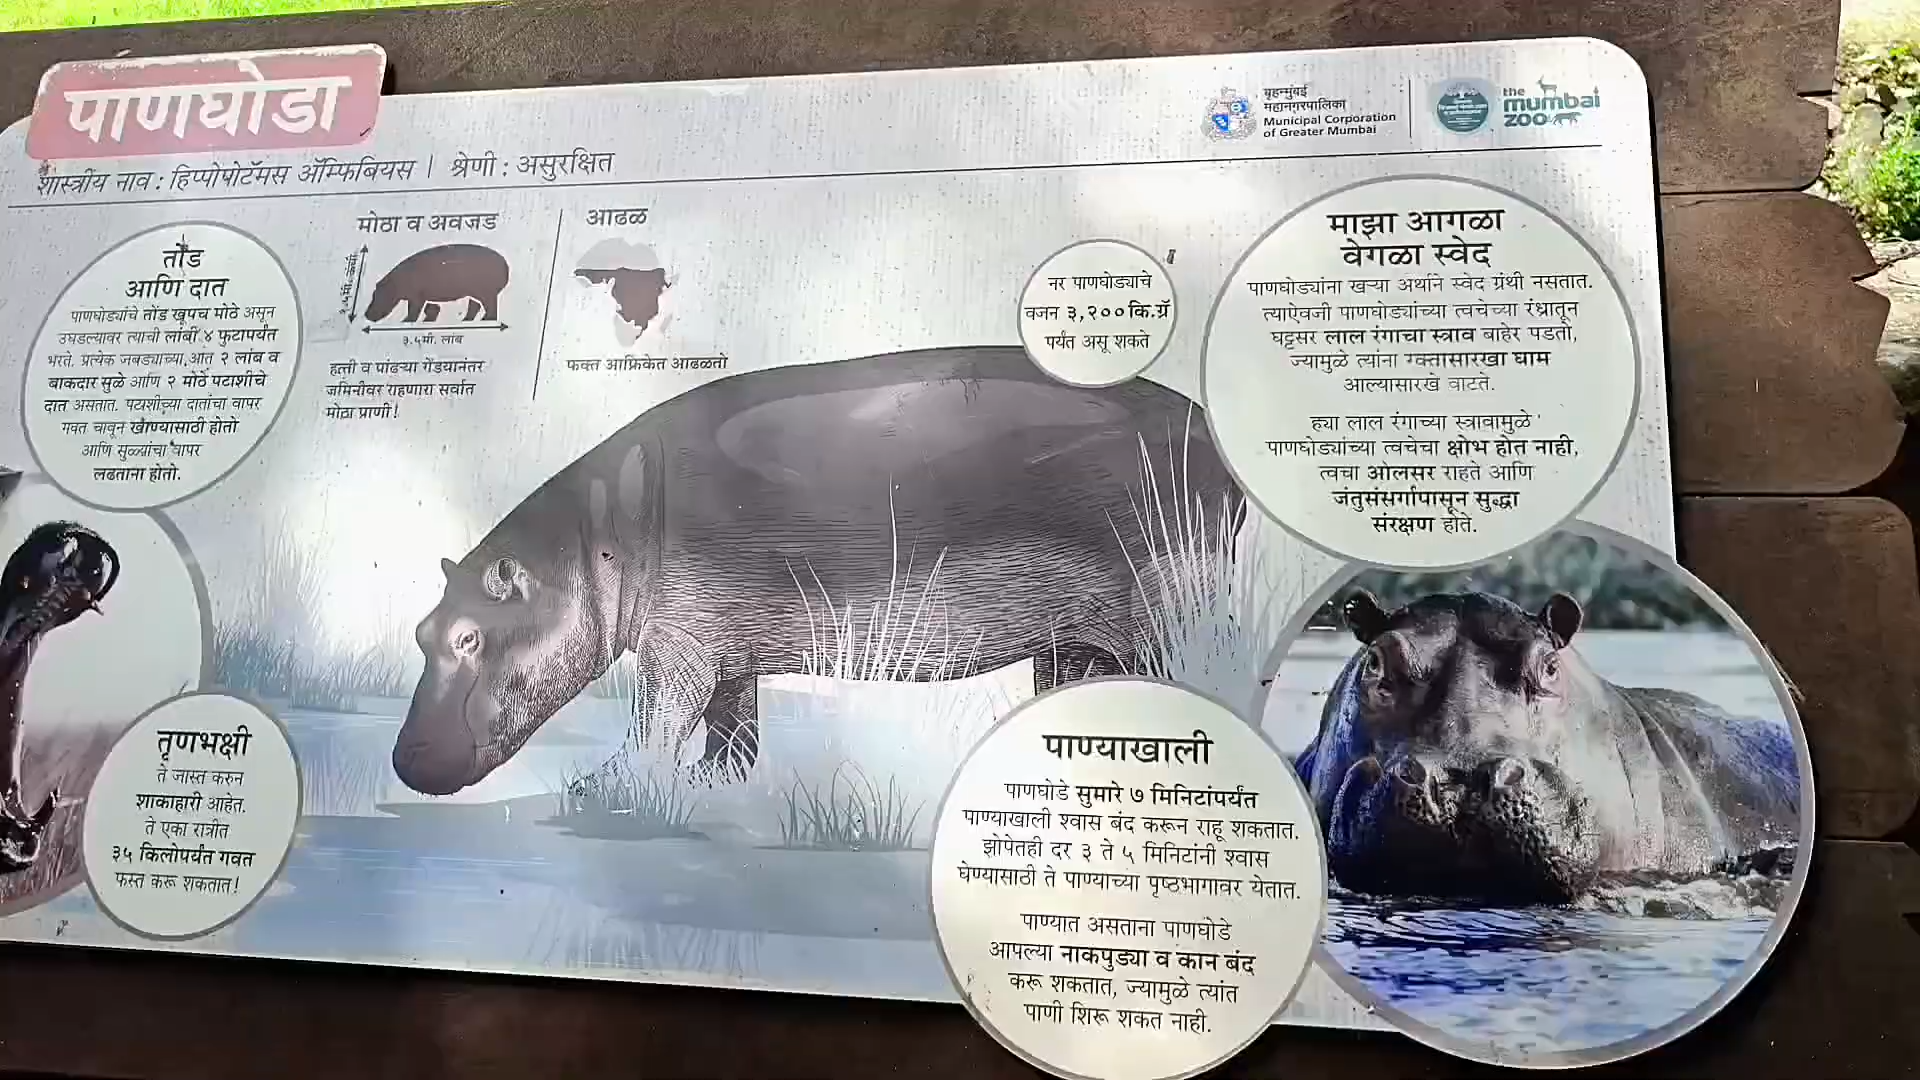 पाणघोडा
शास्त्रीय नाव : हिप्पोपोटॅमस ॲम्फिबियस | श्रेणी : असुरक्षित
बृहन्मुंबई
महानगरपालिका
Municipal Corporation
of Greater Mumbai
the
mumbai
zoo
तोंड
आणि दात
पाणघोड्यांचे तोंड खूपच मोठे असून
उघडल्यावर त्याची लांबी ४ फुटापर्यंत
भरते. प्रत्येक जबड्याच्या आत २ लांब व
बाकदार सुळे आणि २ मोठे पटाशीचे
दात असतात. पटाशीच्या दातांचा वापर
गवत चावून खाण्यासाठी होतो
आणि सुळ्यांचा वापर
लढताना होतो.
मोठा व अवजड
३.५मी. लांब
हत्ती व पांढऱ्या गेंड्यानंतर
जमिनीवर राहणारा सर्वात
मोठा प्राणी!
आढळ
फक्त आफ्रिकेत आढळतो
नर पाणघोड्याचे
वजन ३,२०० कि.ग्रॅ
पर्यंत असू शकते
माझा आगळा
वेगळा स्वेद
पाणघोड्यांना खऱ्या अर्थाने स्वेद ग्रंथी नसतात.
त्याऐवजी पाणघोड्यांच्या त्वचेच्या रंध्रातून
घट्टसर लाल रंगाचा स्त्राव बाहेर पडतो,
ज्यामुळे त्यांना रक्तासारखा घाम
आल्यासारखे वाटते.
ह्या लाल रंगाच्या स्त्रावामुळे
पाणघोड्यांच्या त्वचेचा क्षोभ होत नाही,
त्वचा ओलसर राहते आणि
जंतुसंसर्गापासून सुद्धा
संरक्षण होते.
तृणभक्षी
ते जास्त करुन
शाकाहारी आहेत.
ते एका रात्रीत
३५ किलोपर्यंत गवत
फस्त करू शकतात!
पाण्याखाली
पाणघोडे सुमारे ७ मिनिटांपर्यंत
पाण्याखाली श्वास बंद करून राहू शकतात.
झोपेतही दर ३ ते ५ मिनिटांनी श्वास
घेण्यासाठी ते पाण्याच्या पृष्ठभागावर येतात.
पाण्यात असताना पाणघोडे
आपल्या नाकपुड्या व कान बंद
करू शकतात, ज्यामुळे त्यांत
पाणी शिरू शकत नाही.